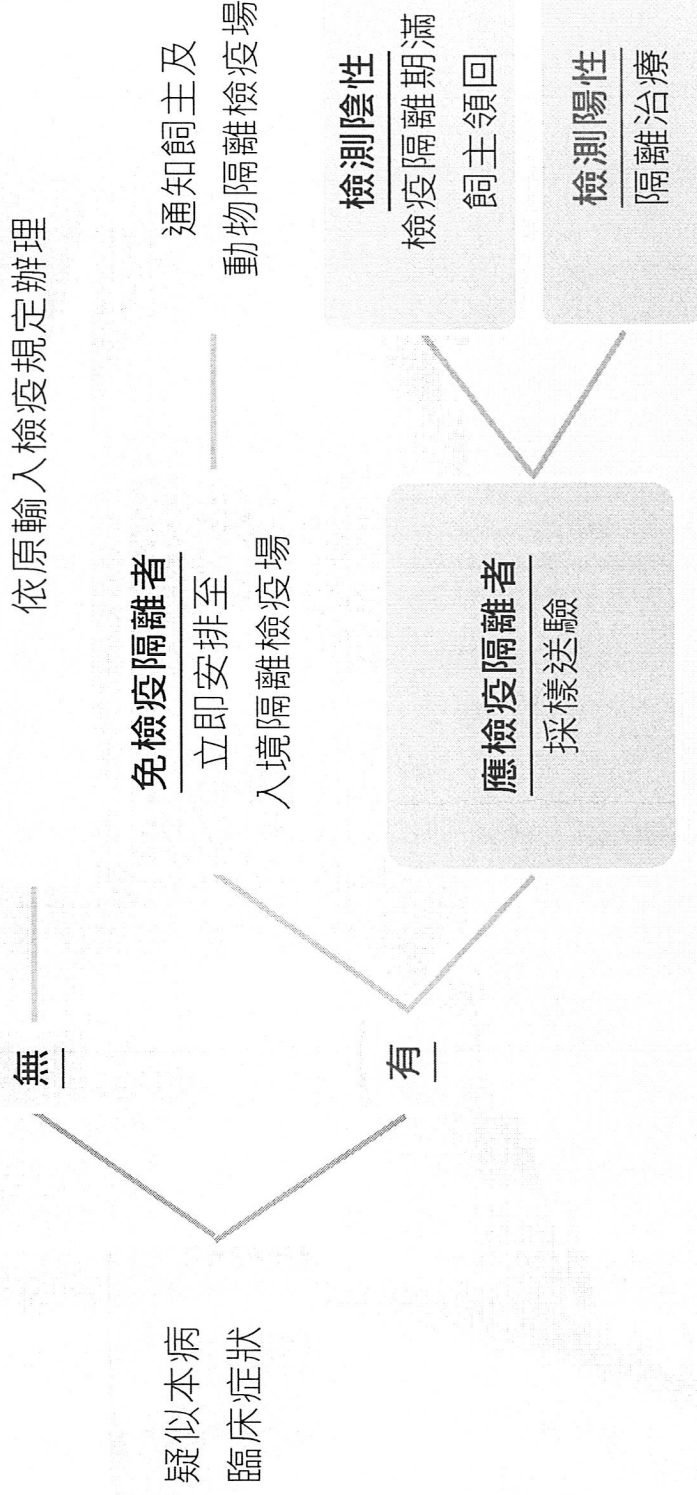 疑似本病
臨床症狀
無
依原輸入檢疫規定辦理
有
免檢疫隔離者
立即安排至
入境隔離檢疫場
通知飼主及
動物隔離檢疫場
應檢疫隔離者
採樣送驗
檢測陰性
檢疫隔離期滿
飼主領回
檢測陽性
隔離治療